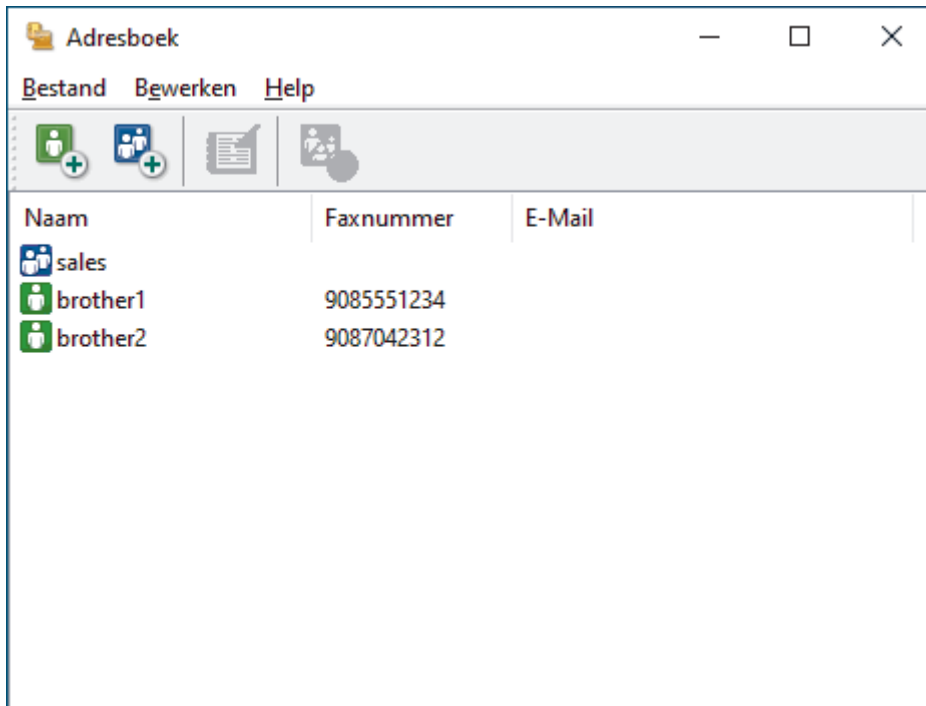 Adresboek
Bestand Bewerken Help
Naam Faxnummer E-Mail
sales
brother1 9085551234
brother2 9087042312